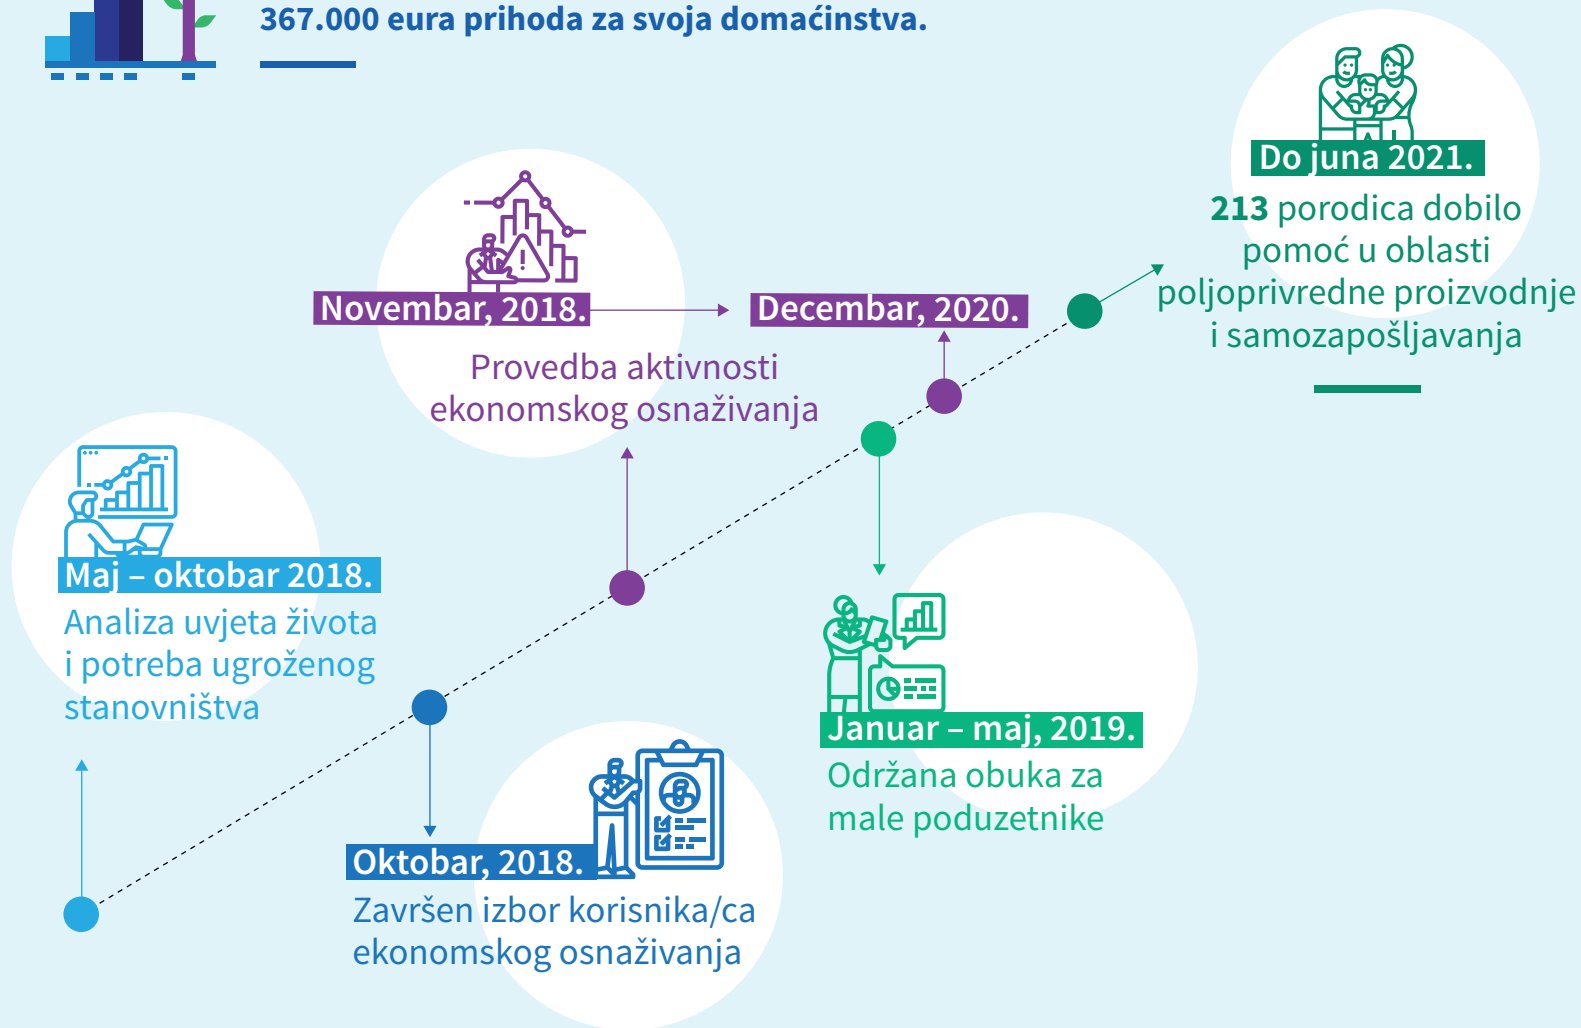 367.000 eura prihoda za svoja domaćinstva.
Do juna 2021.
213 porodica dobilo
pomoć u oblasti
poljoprivredne proizvodnje
i samozapošljavanja
Novembar, 2018.
Decembar, 2020.
Provedba aktivnosti
ekonomskog osnaživanja
Maj – oktobar 2018.
Analiza uvjeta života
i potreba ugroženog
stanovništva
Januar – maj, 2019.
Održana obuka za
male poduzetnike
Oktobar, 2018.
Završen izbor korisnika/ca
ekonomskog osnaživanja